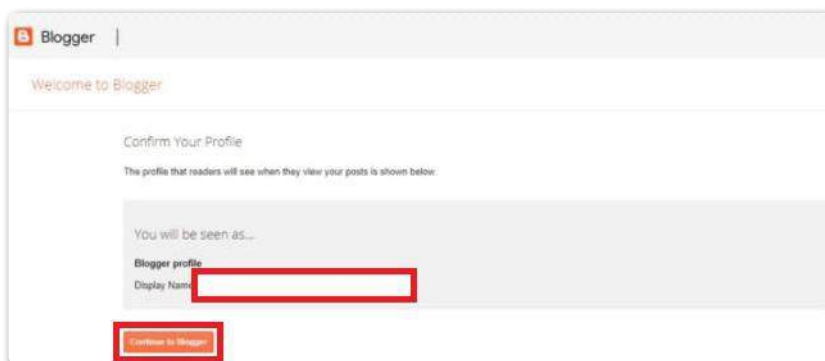 Blogger |
Welcome to Blogger
Confirm Your Profile
The profile that readers will see when they view your posts is shown below
You will be seen as...
Blogger profile
Display Name
Continue to Blogger